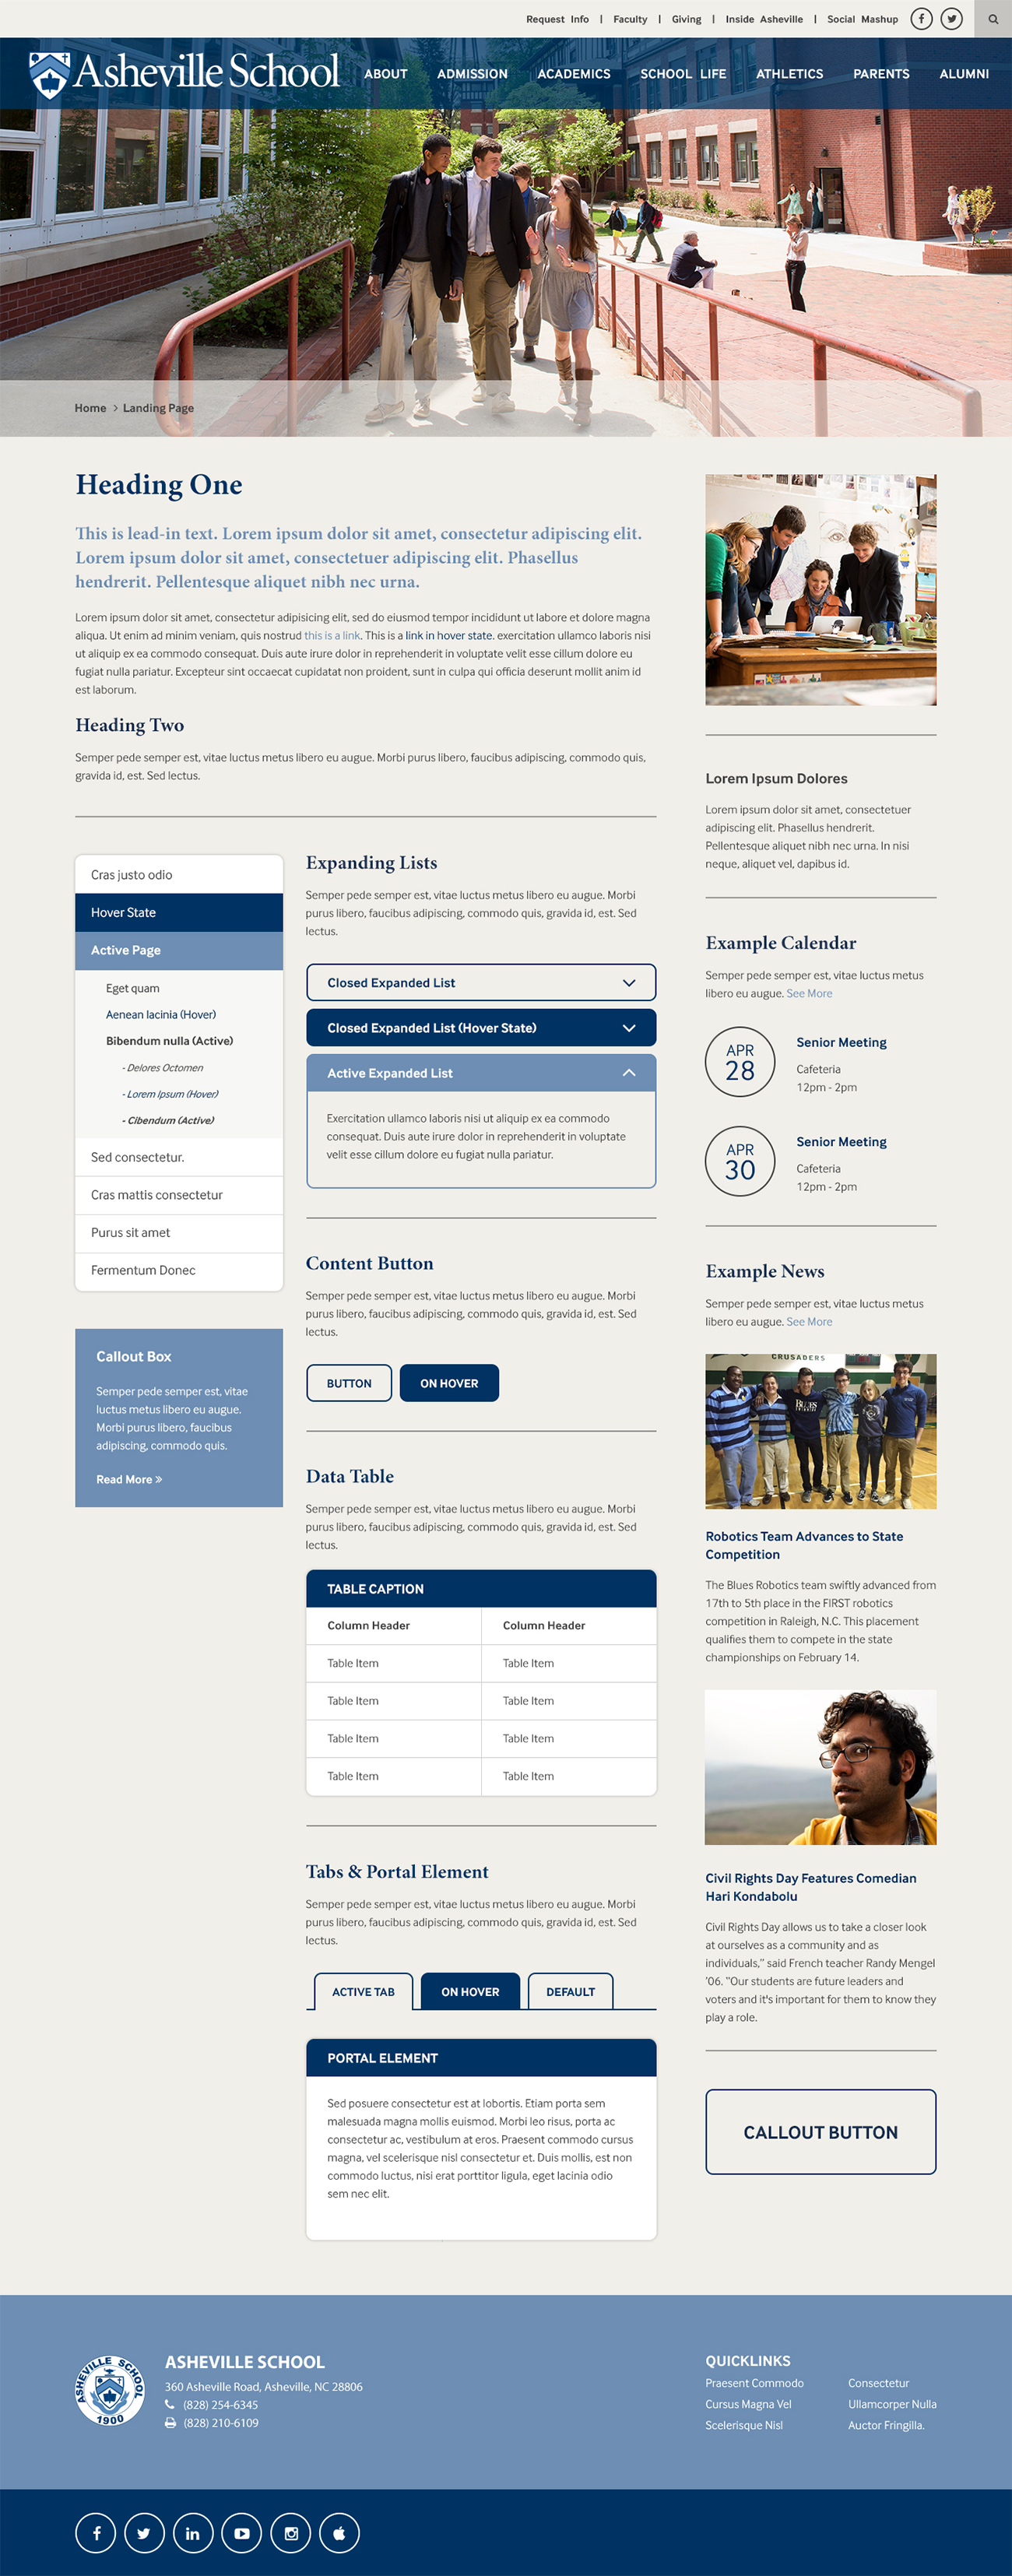 Request Info | Faculty | Giving | Inside Asheville | Social Mashup
Asheville School
ABOUT ADMISSION ACADEMICS SCHOOL LIFE ATHLETICS PARENTS ALUMNI
Home > Landing Page
Heading One
This is lead-in text. Lorem ipsum dolor sit amet, consectetur adipiscing elit.
Lorem ipsum dolor sit amet, consectetuer adipiscing elit. Phasellus
hendrerit. Pellentesque aliquet nibh nec urna.
Lorem ipsum dolor sit amet, consectetur adipisicing elit, sed do eiusmod tempor incididunt ut labore et dolore magna
aliqua. Ut enim ad minim veniam, quis nostrud this is a link. This is a link in hover state. exercitation ullamco laboris nisi
ut aliquip ex ea commodo consequat. Duis aute irure dolor in reprehenderit in voluptate velit esse cillum dolore eu
fugiat nulla pariatur. Excepteur sint occaecat cupidatat non proident, sunt in culpa qui officia deserunt mollit anim id
est laborum.
Heading Two
Semper pede semper est, vitae luctus metus libero eu augue. Morbi purus libero, faucibus adipiscing, commodo quis,
gravida id, est. Sed lectus.
Cras justo odio
Hover State
Active Page
Eget quam
Aenean lacinia (Hover)
Bibendum nulla (Active)
- Delores Octomen
- Lorem Ipsum (Hover)
- Cibendum (Active)
Sed consectetur.
Cras mattis consectetur
Purus sit amet
Fermentum Donec
Callout Box
Semper pede semper est, vitae
luctus metus libero eu augue.
Morbi purus libero, faucibus
adipiscing, commodo quis.
Read More »
Expanding Lists
Semper pede semper est, vitae luctus metus libero eu augue. Morbi
purus libero, faucibus adipiscing, commodo quis, gravida id, est. Sed
lectus.
Closed Expanded List
Closed Expanded List (Hover State)
Active Expanded List
Exercitation ullamco laboris nisi ut aliquip ex ea commodo
consequat. Duis aute irure dolor in reprehenderit in voluptate
velit esse cillum dolore eu fugiat nulla pariatur.
Content Button
Semper pede semper est, vitae luctus metus libero eu augue. Morbi
purus libero, faucibus adipiscing, commodo quis, gravida id, est. Sed
lectus.
BUTTON ON HOVER
Data Table
Semper pede semper est, vitae luctus metus libero eu augue. Morbi
purus libero, faucibus adipiscing, commodo quis, gravida id, est. Sed
lectus.
TABLE CAPTION
Column Header Column Header
Table Item Table Item
Table Item Table Item
Table Item Table Item
Table Item Table Item
Tabs & Portal Element
Semper pede semper est, vitae luctus metus libero eu augue. Morbi
purus libero, faucibus adipiscing, commodo quis, gravida id, est. Sed
lectus.
ACTIVE TAB ON HOVER DEFAULT
PORTAL ELEMENT
Sed posuere consectetur est at lobortis. Etiam porta sem
malesuada magna mollis euismod. Morbi leo risus, porta ac
consectetur ac, vestibulum at eros. Praesent commodo cursus
magna, vel scelerisque nisl consectetur et. Duis mollis, est non
commodo luctus, nisi erat porttitor ligula, eget lacinia odio
sem nec elit.
Lorem Ipsum Dolores
Lorem ipsum dolor sit amet, consectetuer
adipiscing elit. Phasellus hendrerit.
Pellentesque aliquet nibh nec urna. In nisi
neque, aliquet vel, dapibus id.
Example Calendar
Semper pede semper est, vitae luctus metus
libero eu augue. See More
APR
28
Senior Meeting
Cafeteria
12pm - 2pm
APR
30
Senior Meeting
Cafeteria
12pm - 2pm
Example News
Semper pede semper est, vitae luctus metus
libero eu augue. See More
CRUSADERS
BLUES
Robotics Team Advances to State
Competition
The Blues Robotics team swiftly advanced from
17th to 5th place in the FIRST robotics
competition in Raleigh, N.C. This placement
qualifies them to compete in the state
championships on February 14.
Civil Rights Day Features Comedian
Hari Kondabolu
Civil Rights Day allows us to take a closer look
at ourselves as a community and as
individuals,” said French teacher Randy Mengel
’06. “Our students are future leaders and
voters and it's important for them to know they
play a role.
CALLOUT BUTTON
ASHEVILLE SCHOOL
1900
ASHEVILLE SCHOOL
360 Asheville Road, Asheville, NC 28806
(828) 254-6345
(828) 210-6109
QUICKLINKS
Praesent Commodo Consectetur
Cursus Magna Vel Ullamcorper Nulla
Scelerisque Nisl Auctor Fringilla.